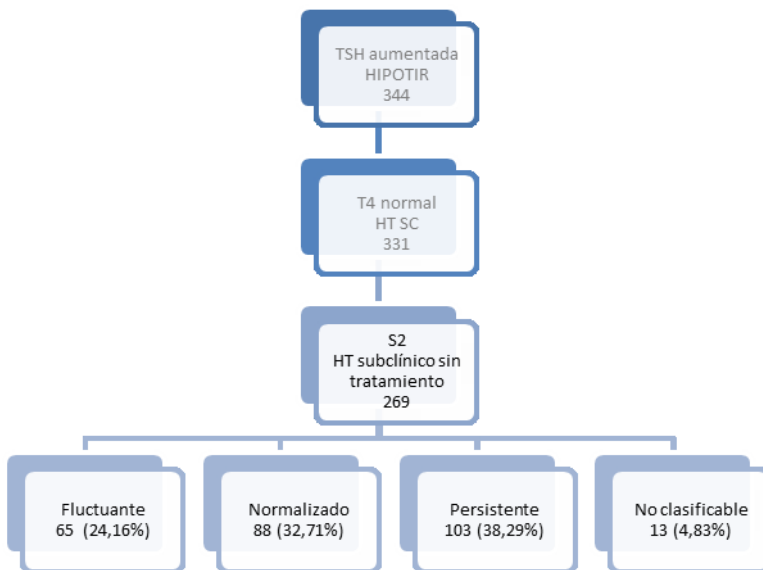 TSH aumentada
HIPOTIR
344
T4 normal
HT SC
331
S2
HT subclínico sin
tratamiento
269
Fluctuante
65 (24,16%)
Normalizado
88 (32,71%)
Persistente
103 (38,29%)
No clasificable
13 (4,83%)